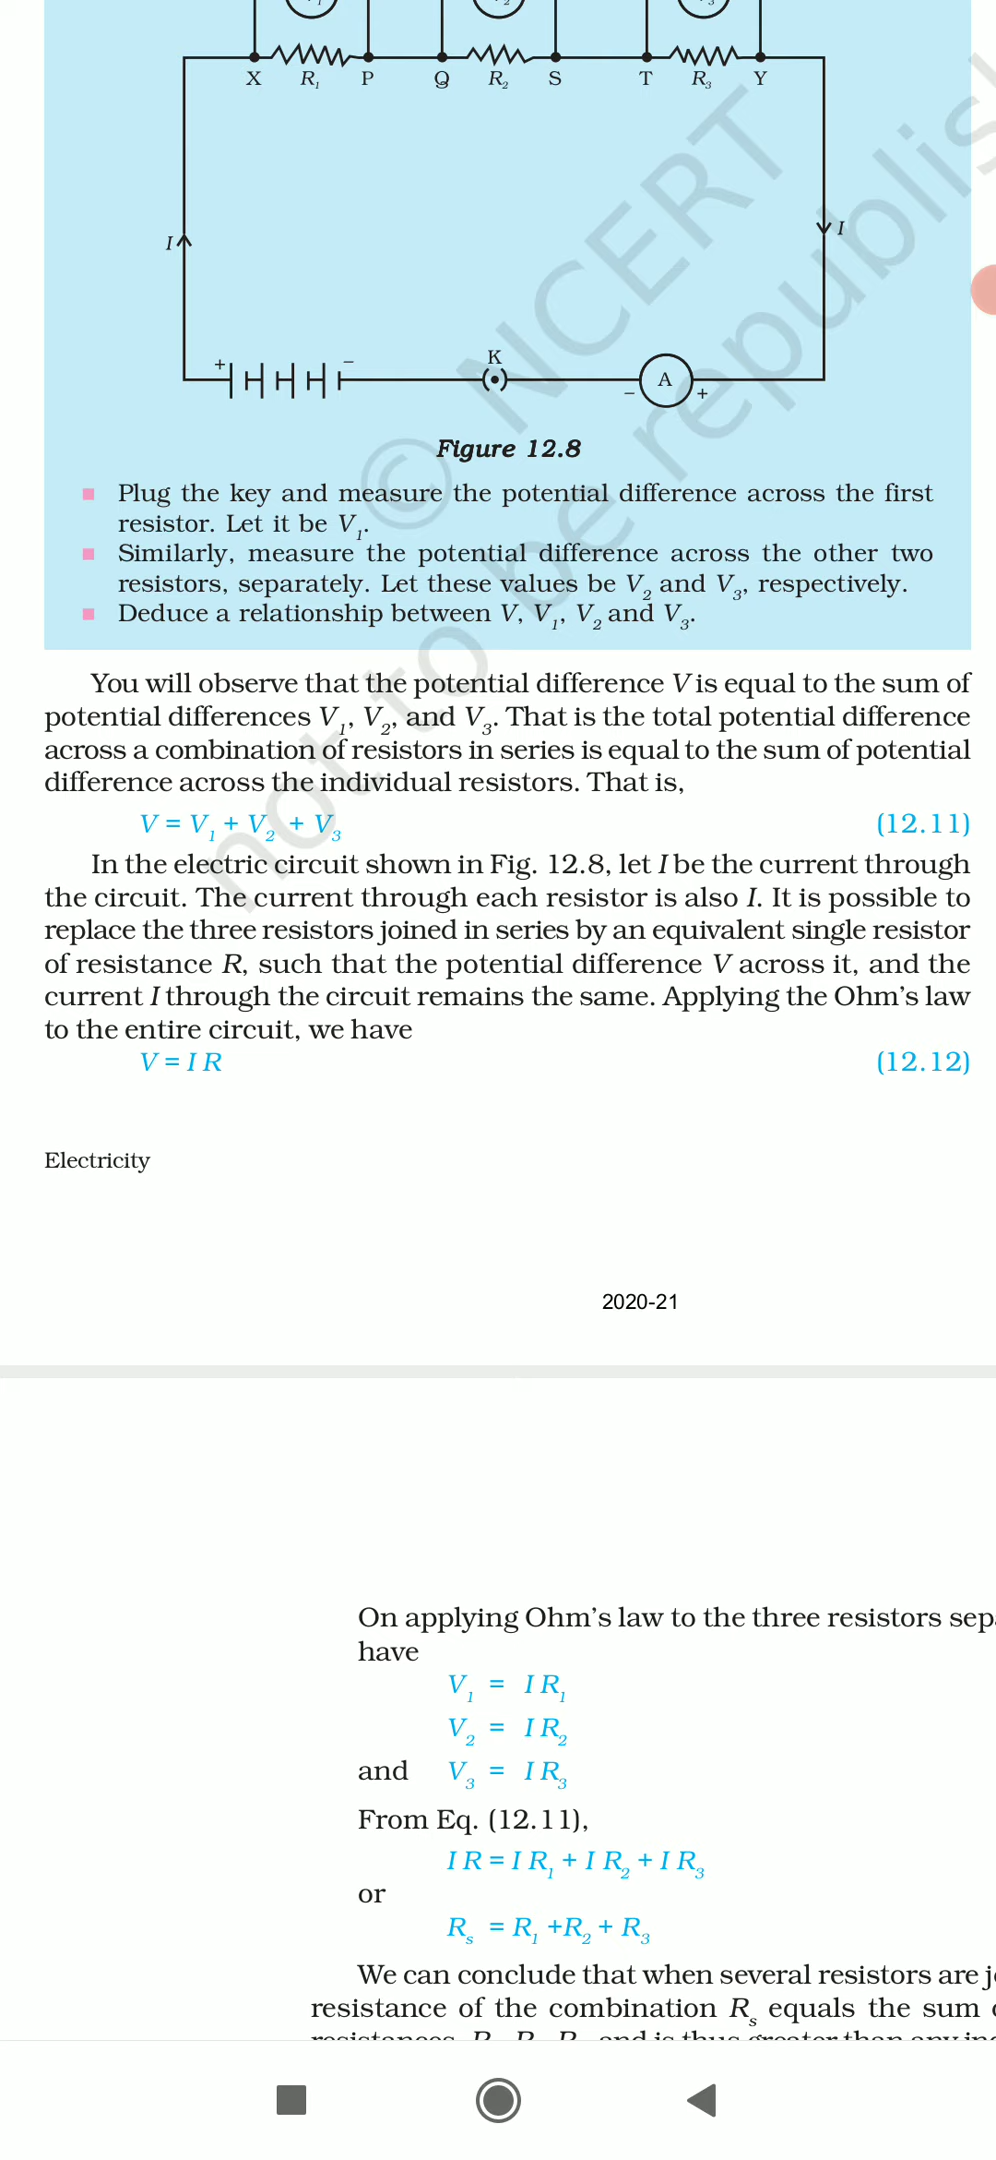 X R1 P Q R2 S T R3 Y
I I
+ − K − A +
Figure 12.8
Plug the key and measure the potential difference across the first
resistor. Let it be V1.
Similarly, measure the potential difference across the other two
resistors, separately. Let these values be V2 and V3, respectively.
Deduce a relationship between V, V1, V2 and V3.
© NCERT
not to be republis
You will observe that the potential difference V is equal to the sum of
potential differences V1, V2, and V3. That is the total potential difference
across a combination of resistors in series is equal to the sum of potential
difference across the individual resistors. That is,
V = V1 + V2 + V3 (12.11)
In the electric circuit shown in Fig. 12.8, let I be the current through
the circuit. The current through each resistor is also I. It is possible to
replace the three resistors joined in series by an equivalent single resistor
of resistance R, such that the potential difference V across it, and the
current I through the circuit remains the same. Applying the Ohm's law
to the entire circuit, we have
V = I R (12.12)
Electricity
2020-21
On applying Ohm's law to the three resistors sep
have
V1 = I R1
V2 = I R2
and V3 = I R3
From Eq. (12.11),
I R = I R1 + I R2 + I R3
or
Rs = R1 +R2 + R3
We can conclude that when several resistors are j
resistance of the combination Rs equals the sum